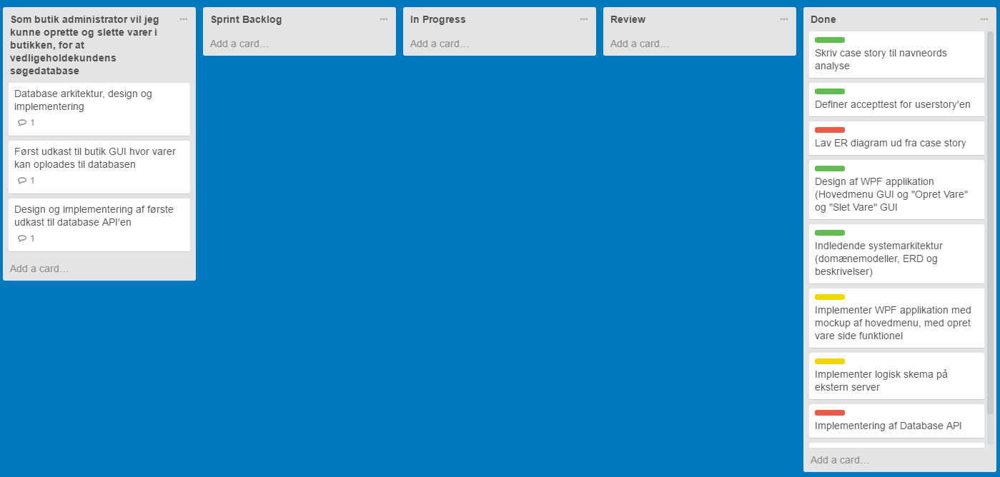 Som butik administrator vil jeg
kunne oprette og slette varer i
butikken, for at
vedligeholdekundens
søgedatabase
Database arkitektur, design og
implementering
1
Først udkast til butik GUI hvor varer
kan oploades til databasen
1
Design og implementering af første
udkast til database API'en
1
Add a card…
Sprint Backlog
Add a card…
In Progress
Add a card…
Review
Add a card…
Done
Skriv case story til navneords
analyse
Definer accepttest for userstory'en
Lav ER diagram ud fra case story
Design af WPF applikation
(Hovedmenu GUI og "Opret Vare"
og "Slet Vare" GUI
Indledende systemarkitektur
(domænemodeller, ERD og
beskrivelser)
Implementer WPF applikation med
mockup af hovedmenu, med opret
vare side funktionel
Implementer logisk skema på
ekstern server
Implementering af Database API
Add a card…